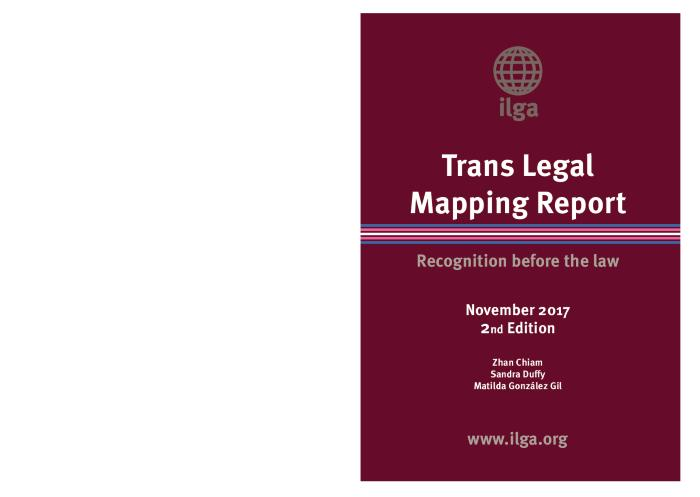 ilga
Trans Legal
Mapping Report
Recognition before the law
November 2017
2nd Edition
Zhan Chiam
Sandra Duffy
Matilda González Gil
www.ilga.org